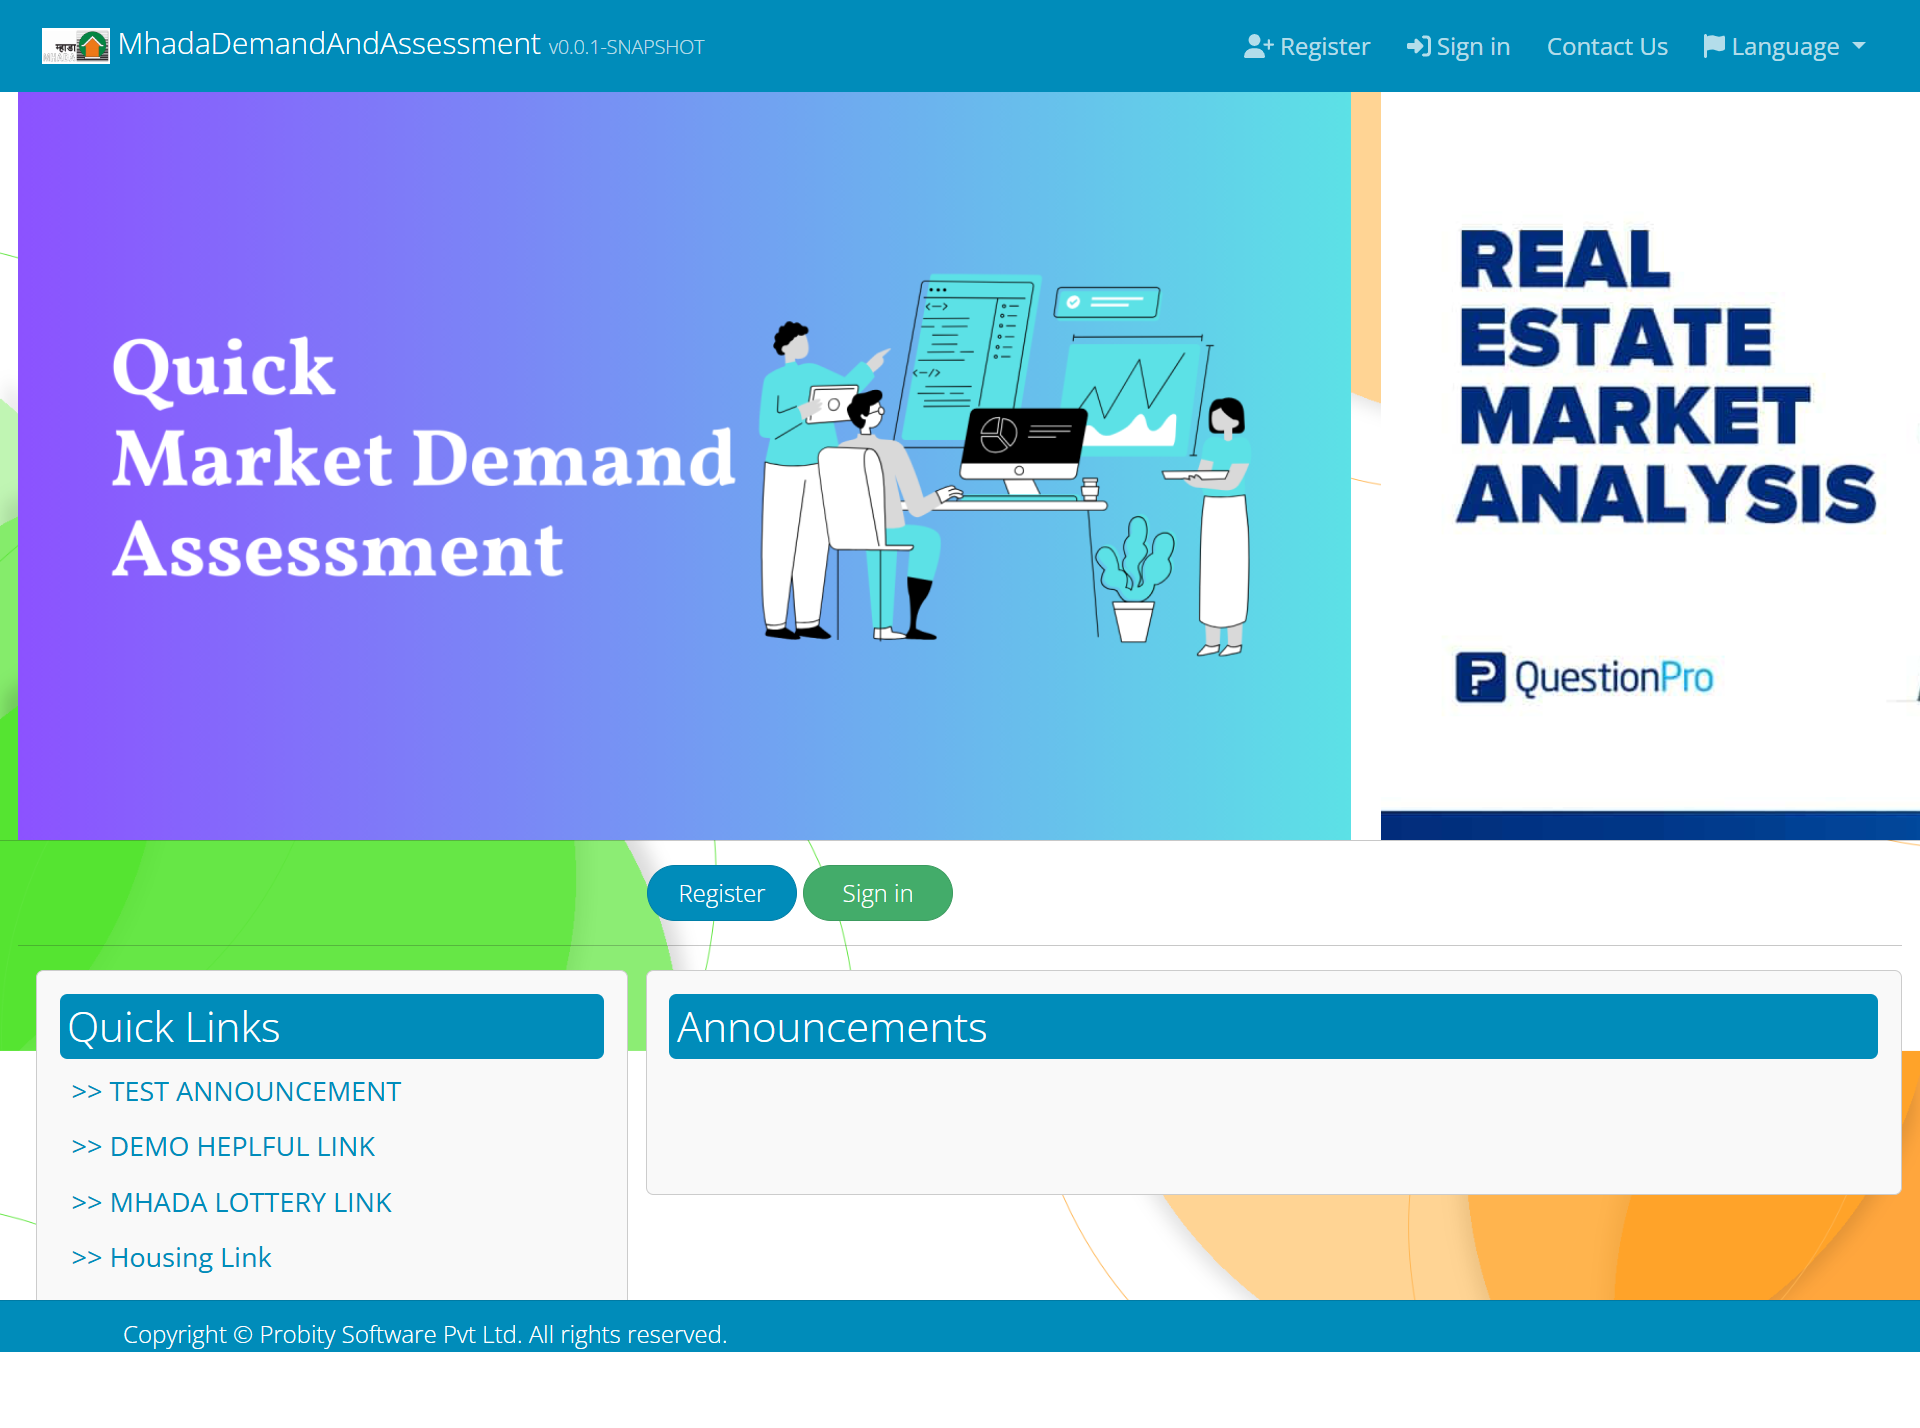 म्हाडा
MHADA
MhadaDemandAndAssessment v0.0.1-SNAPSHOT
Register
Sign in
Contact Us
Language
Quick
Market Demand
Assessment
REAL
ESTATE
MARKET
ANALYSIS
QuestionPro
Register
Sign in
Quick Links
>> TEST ANNOUNCEMENT
>> DEMO HEPLFUL LINK
>> MHADA LOTTERY LINK
>> Housing Link
Announcements
Copyright © Probity Software Pvt Ltd. All rights reserved.